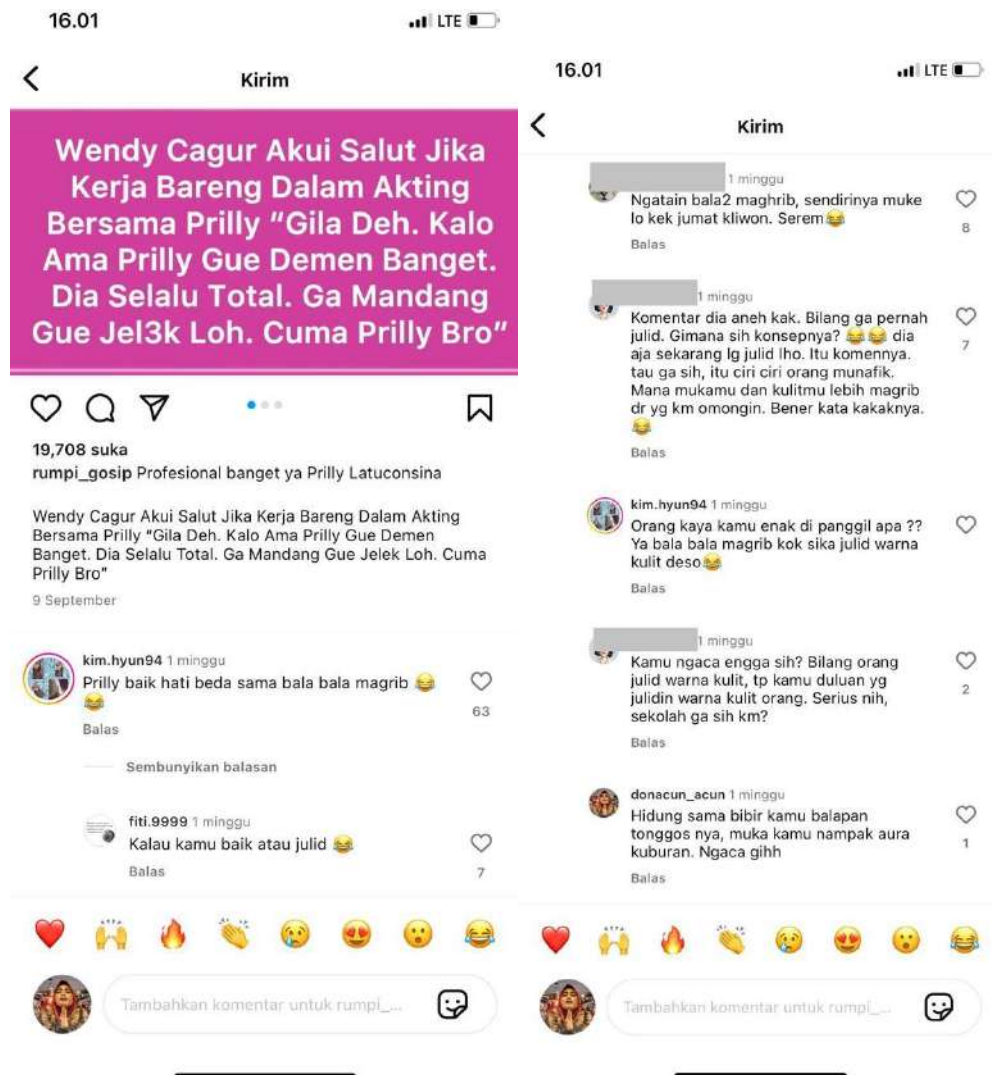 16.01
LTE
Kirim
Wendy Cagur Akui Salut Jika
Kerja Bareng Dalam Akting
Bersama Prilly “Gila Deh. Kalo
Ama Prilly Gue Demen Banget.
Dia Selalu Total. Ga Mandang
Gue Jel3k Loh. Cuma Prilly Bro”
19,708 suka
rumpi_gosip Profesional banget ya Prilly Latuconsina
Wendy Cagur Akui Salut Jika Kerja Bareng Dalam Akting
Bersama Prilly “Gila Deh. Kalo Ama Prilly Gue Demen
Banget. Dia Selalu Total. Ga Mandang Gue Jelek Loh. Cuma
Prilly Bro”
9 September
kim.hyun94 1 minggu
Prilly baik hati beda sama bala bala magrib 😂
😂
63
Balas
Sembunyikan balasan
fiti.9999 1 minggu
Kalau kamu baik atau julid 😂
Balas
7
Tambahkan komentar untuk rumpi_...
16.01
LTE
Kirim
1 minggu
Ngatain bala2 maghrib, sendirinya muke
lo kek jumat kliwon. Serem😂
8
Balas
1 minggu
Komentar dia aneh kak. Bilang ga pernah
julid. Gimana sih konsepnya? 😂😂 dia
aja sekarang lg julid lho. Itu komennya.
tau ga sih, itu ciri ciri orang munafik.
Mana mukamu dan kulitmu lebih magrib
dr yg km omongin. Bener kata kakaknya.
😂
7
Balas
kim.hyun94 1 minggu
Orang kaya kamu enak di panggil apa ??
Ya bala bala magrib kok sika julid warna
kulit deso😂
Balas
1 minggu
Kamu ngaca engga sih? Bilang orang
julid warna kulit, tp kamu duluan yg
julidin warna kulit orang. Serius nih,
sekolah ga sih km?
2
Balas
donacun_acun 1 minggu
Hidung sama bibir kamu balapan
tonggos nya, muka kamu nampak aura
kuburan. Ngaca gihh
1
Balas
Tambahkan komentar untuk rumpi_...